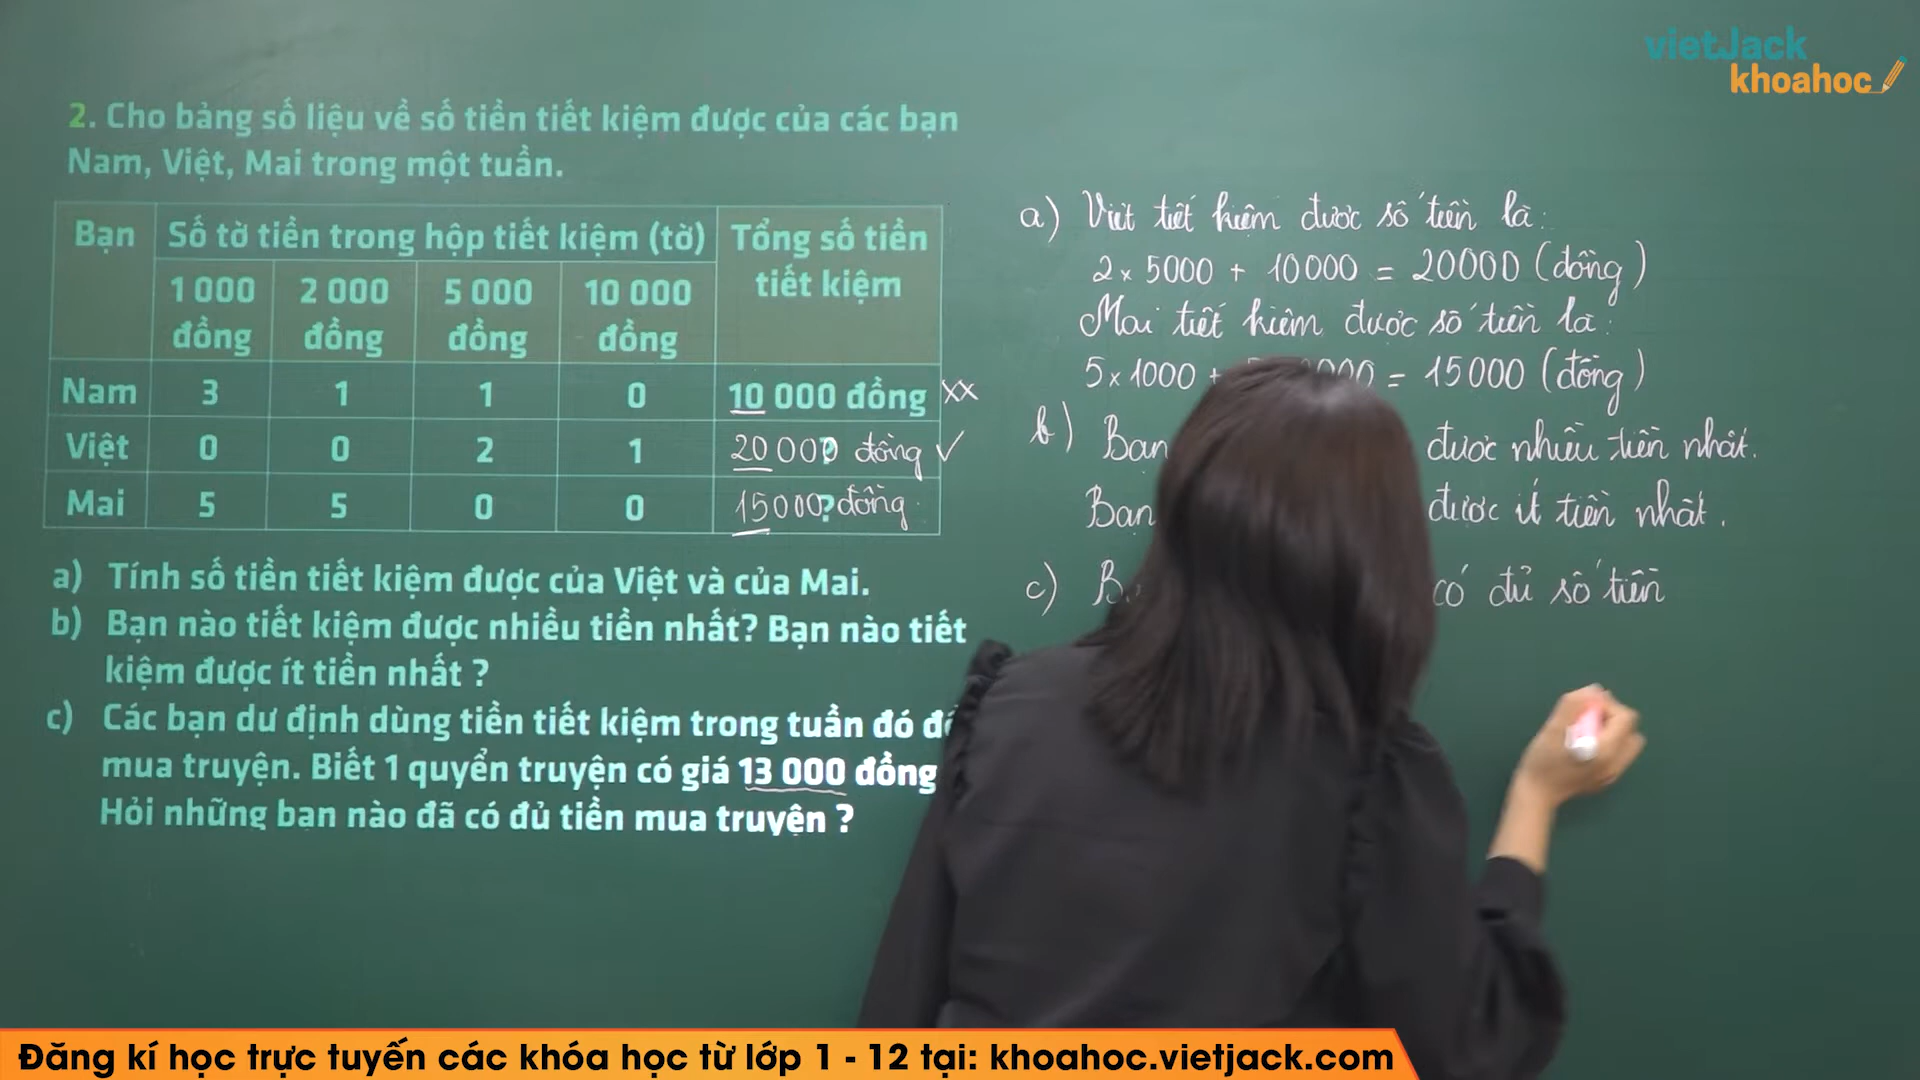 vietJack
khoahoc
2. Cho bảng số liệu về số tiền tiết kiệm được của các bạn
Nam, Việt, Mai trong một tuần.
Bạn Số tờ tiền trong hộp tiết kiệm (tờ) Tổng số tiền tiết kiệm
1 000 đồng 2 000 đồng 5 000 đồng 10 000 đồng
Nam 3 1 1 0 10 000 đồng xx
Việt 0 0 2 1 20 000 đồng ✓
Mai 5 5 0 0 15 000 ? đồng
a) Tính số tiền tiết kiệm được của Việt và của Mai.
b) Bạn nào tiết kiệm được nhiều tiền nhất? Bạn nào tiết
kiệm được ít tiền nhất ?
c) Các bạn dư định dùng tiền tiết kiệm trong tuần đó
mua truyện. Biết 1 quyển truyện có giá 13 000 đồng
Hỏi những bạn nào đã có đủ tiền mua truyện ?
a) Việt tiết kiệm được số tiền là:
2 x 5000 + 10000 = 20000 (đồng)
Mai tiết kiệm được số tiền là:
5 x 1000 + 000 = 15000 (đồng)
b) Bạn được nhiều tiền nhất.
Bạn được ít tiền nhất.
c) có đủ số tiền
Đăng kí học trực tuyến các khóa học từ lớp 1 - 12 tại: khoahoc.vietjack.com